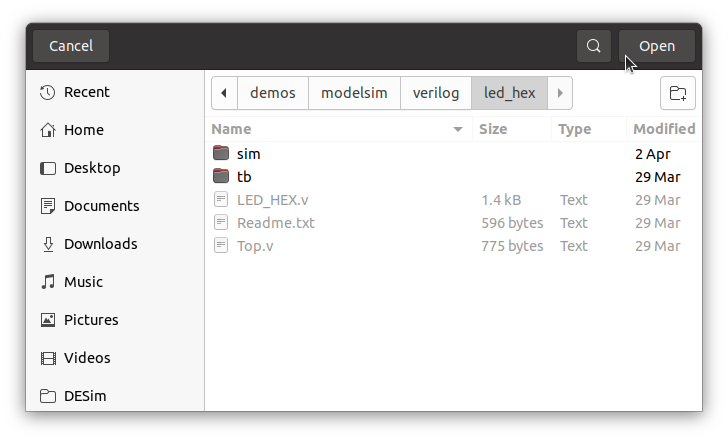 Cancel Open
Recent
Home
Desktop
Documents
Downloads
Music
Pictures
Videos
DESim
demos modelsim verilog led_hex
Name Size Type Modified
sim 2 Apr
tb 29 Mar
LED_HEX.v 1.4 kB Text 29 Mar
Readme.txt 596 bytes Text 29 Mar
Top.v 775 bytes Text 29 Mar